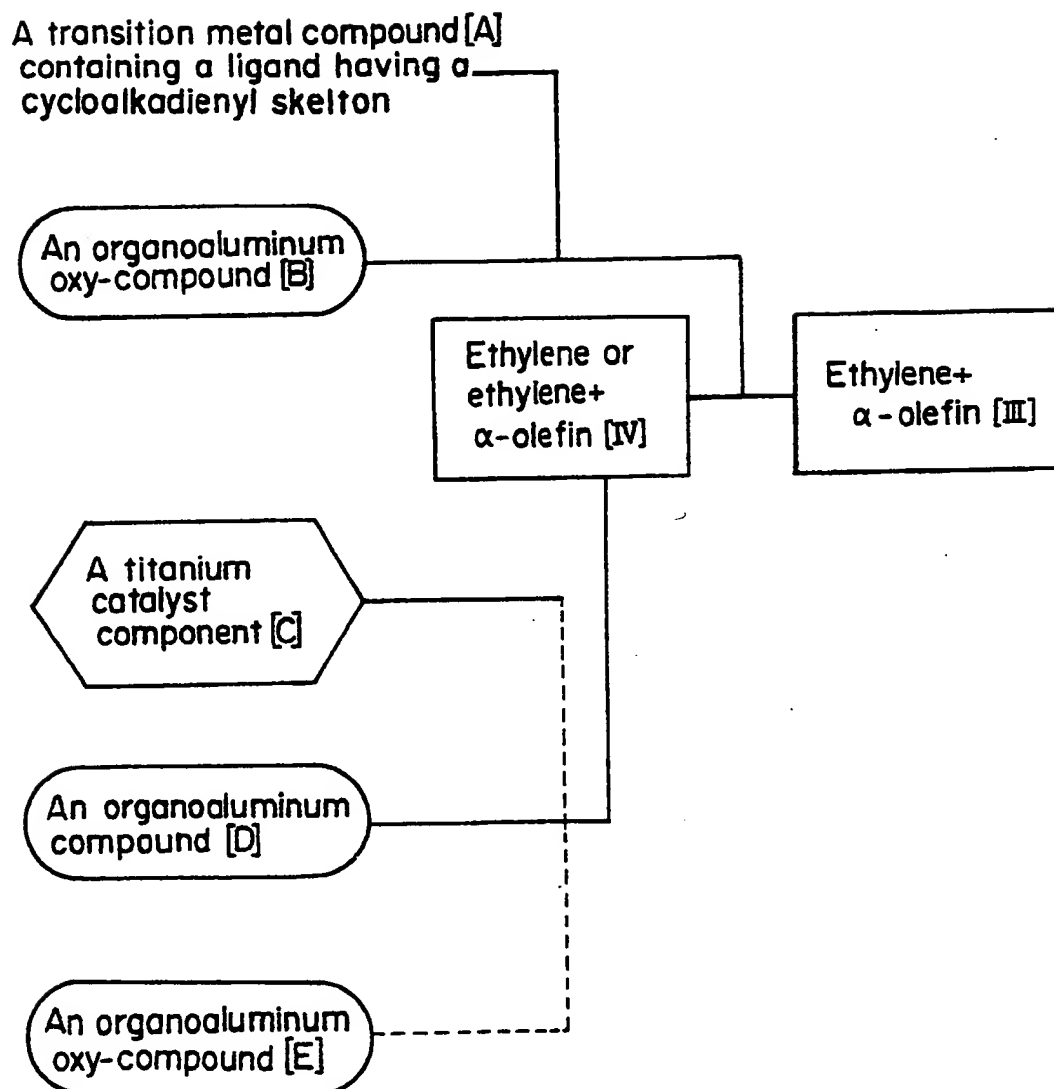 A transition metal compound [A]
containing a ligand having a
cycloalkadienyl skelton
An organoaluminum
oxy-compound [B]
Ethylene or
ethylene+
α-olefin [IV]
Ethylene+
α-olefin [III]
A titanium
catalyst
component [C]
An organoaluminum
compound [D]
An organoaluminum
oxy-compound [E]